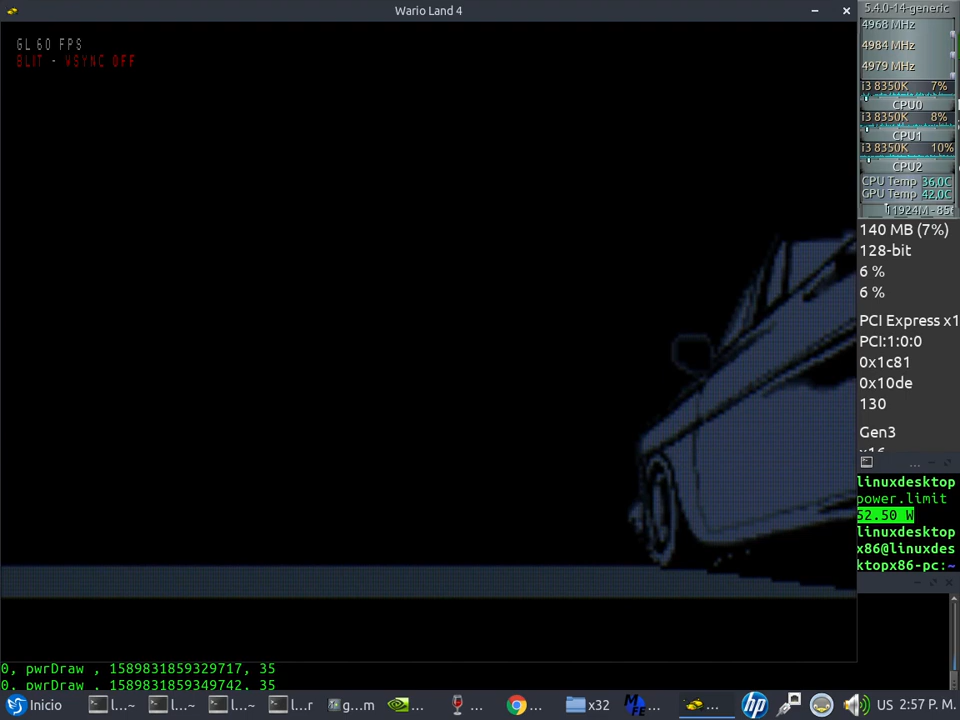 Wario Land 4
GL 60 FPS
BLIT - VSYNC OFF
5.4.0-14-generic
4968 MHz
4984 MHz
4979 MHz
i3 8350K 7%
CPU0
i3 8350K 8%
CPU1
i3 8350K 10%
CPU2
CPU Temp 36,0C
GPU Temp 42,0C
11924M - 85
140 MB (7%)
128-bit
6 %
6 %
PCI Express x1
PCI:1:0:0
0x1c81
0x10de
130
Gen3
x16
...
linuxdesktop
power.limit
52.50 W
linuxdesktop
x86@linuxdes
ktopx86-pc:~
0, pwrDraw , 1589831859329717, 35
0, pwrDraw , 1589831859349742, 35
Inicio
l...~
l...~
l...~
l...r
g...m
...
...
...
x32
...
...
US 2:57 P. M.